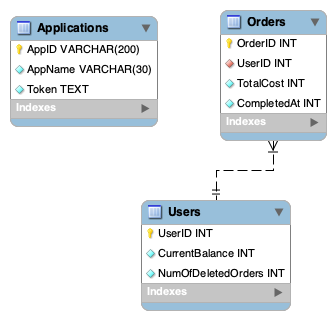 Applications
AppID VARCHAR(200)
AppName VARCHAR(30)
Token TEXT
Indexes
Orders
OrderID INT
UserID INT
TotalCost INT
CompletedAt INT
Indexes
Users
UserID INT
CurrentBalance INT
NumOfDeletedOrders INT
Indexes